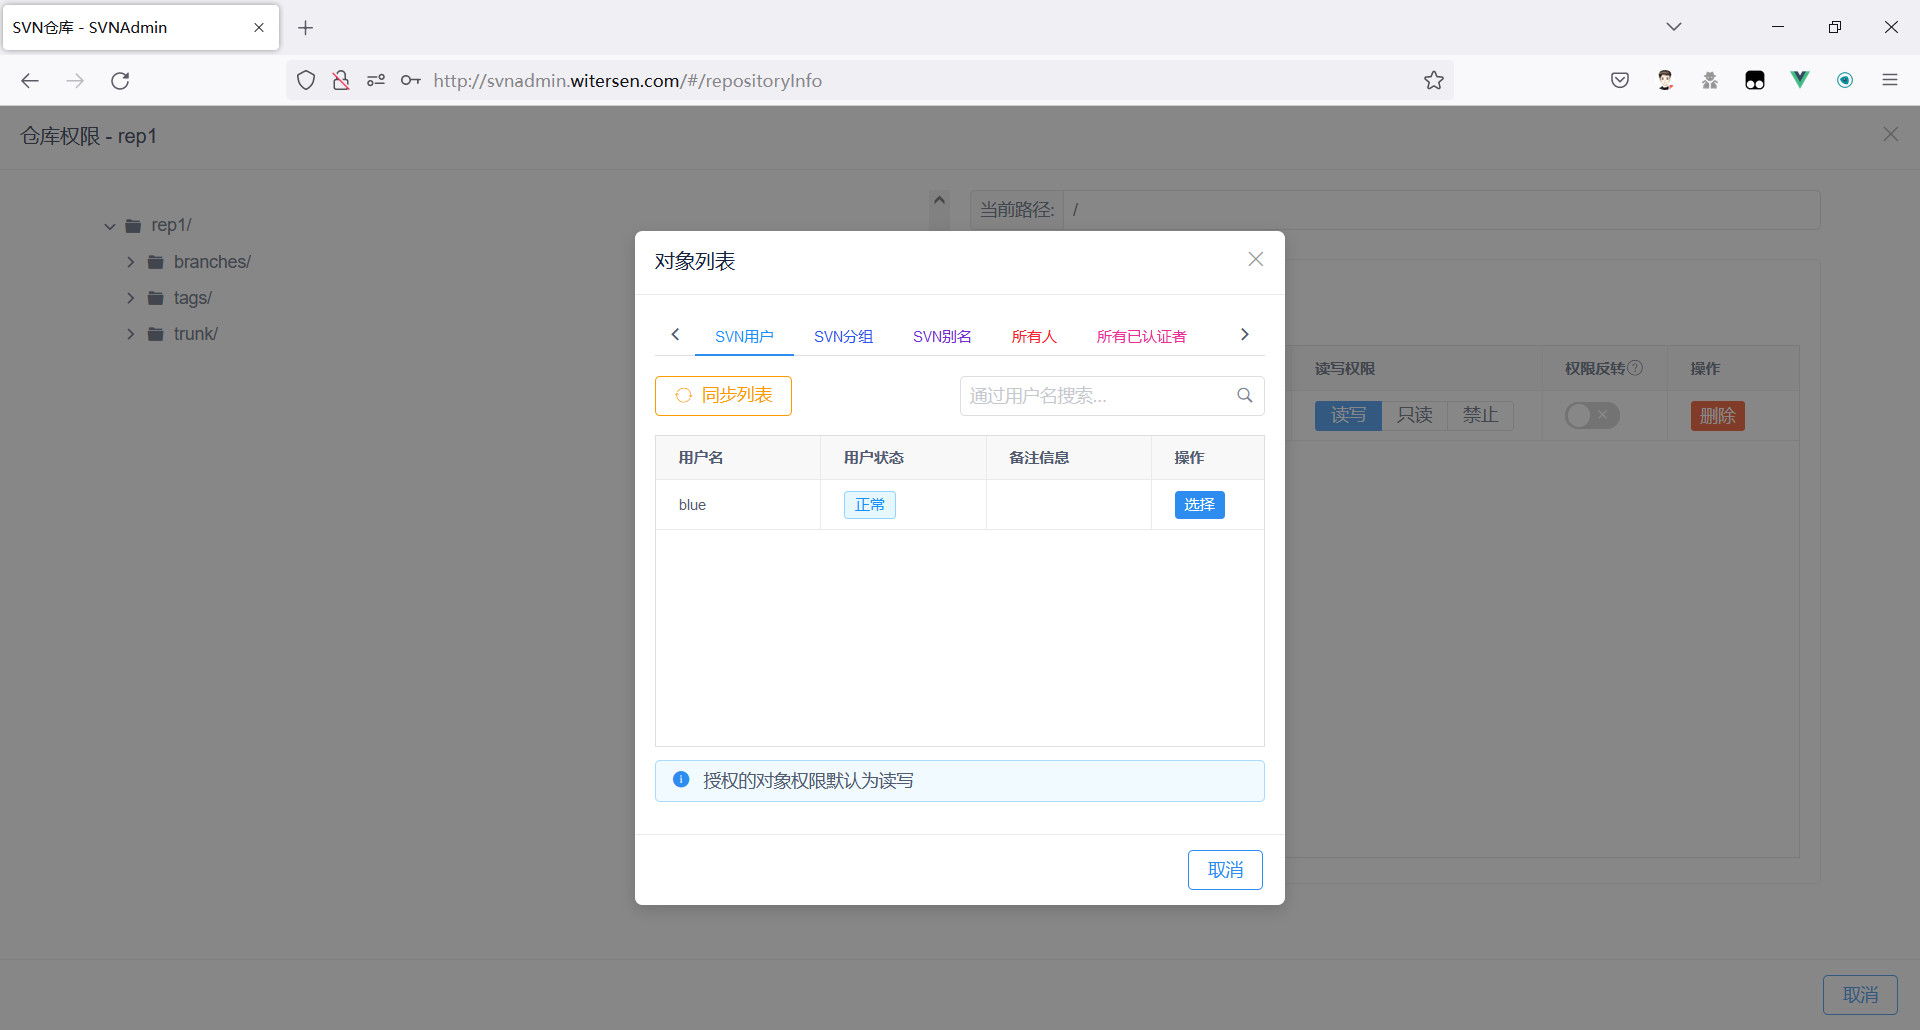 SVN仓库 - SVNAdmin
http://svnadmin.witersen.com/#/repositoryInfo
仓库权限 - rep1
rep1/
branches/
tags/
trunk/
当前路径: /
读写权限 权限反转 操作
读写 只读 禁止 删除
对象列表
SVN用户 SVN分组 SVN别名 所有人 所有已认证者
同步列表 通过用户名搜索...
用户名 用户状态 备注信息 操作
blue 正常 选择
授权的对象权限默认为读写
取消
取消